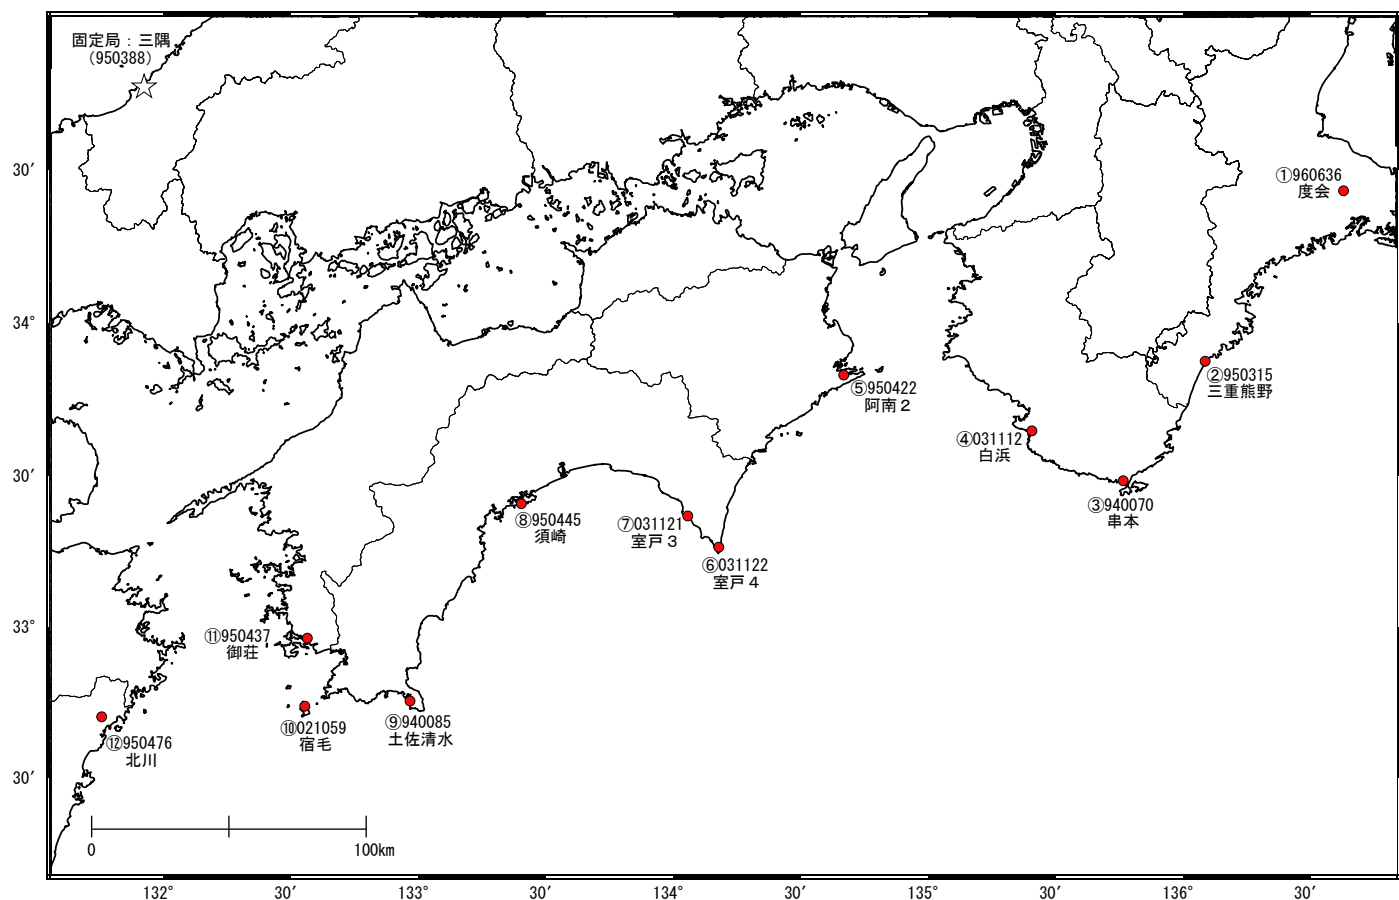 固定局：三隅
（950388）
30′
①960636
度会
34°
②950315
三重熊野
⑤950422
阿南２
④031112
白浜
30′
③940070
串本
⑧950445
須崎
⑦031121
室戸３
⑥031122
室戸４
33°
⑪950437
御荘
⑩021059
宿毛
⑨940085
土佐清水
⑫950476
北川
30′
0 100km
132° 30′ 133° 30′ 134° 30′ 135° 30′ 136° 30′